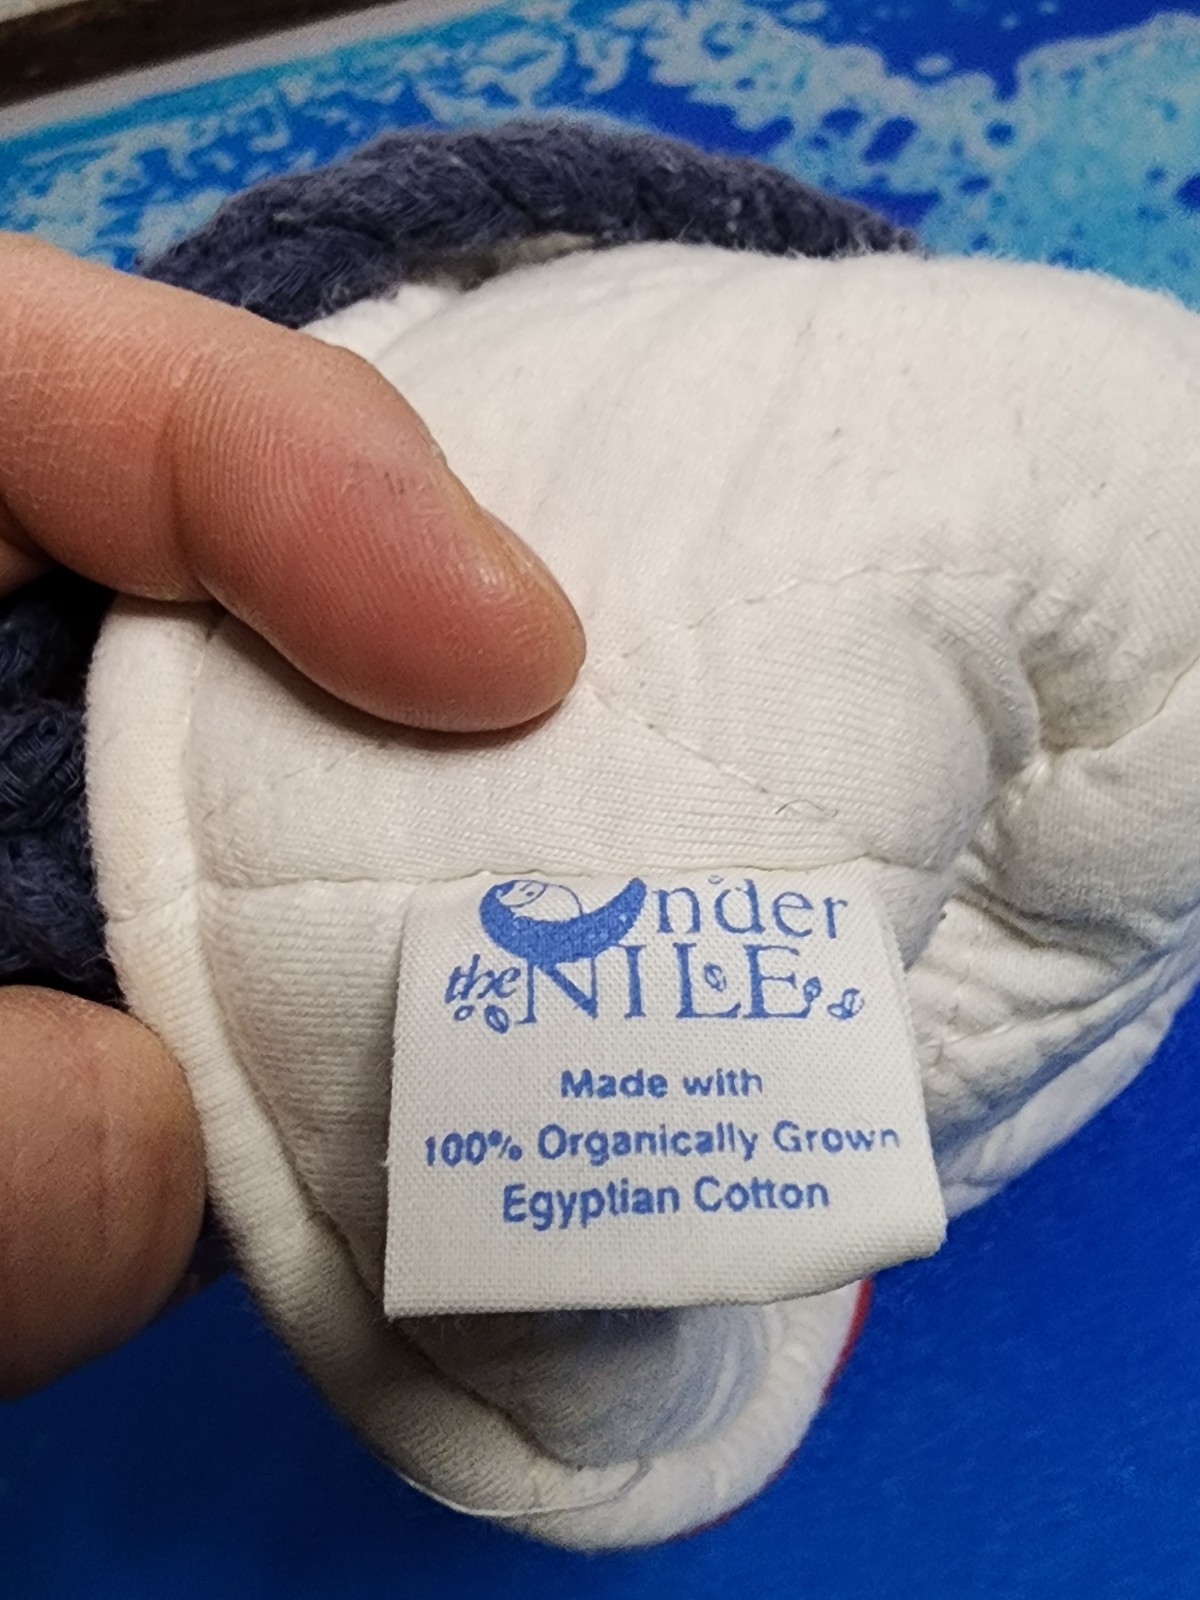 Under
the NILE
Made with
100% Organically Grown
Egyptian Cotton